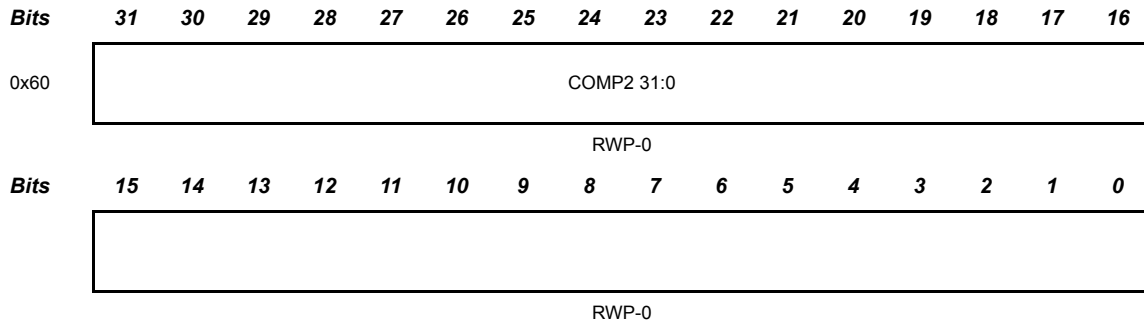 Bits 31 30 29 28 27 26 25 24 23 22 21 20 19 18 17 16
0x60 COMP2 31:0
RWP-0
Bits 15 14 13 12 11 10 9 8 7 6 5 4 3 2 1 0
RWP-0